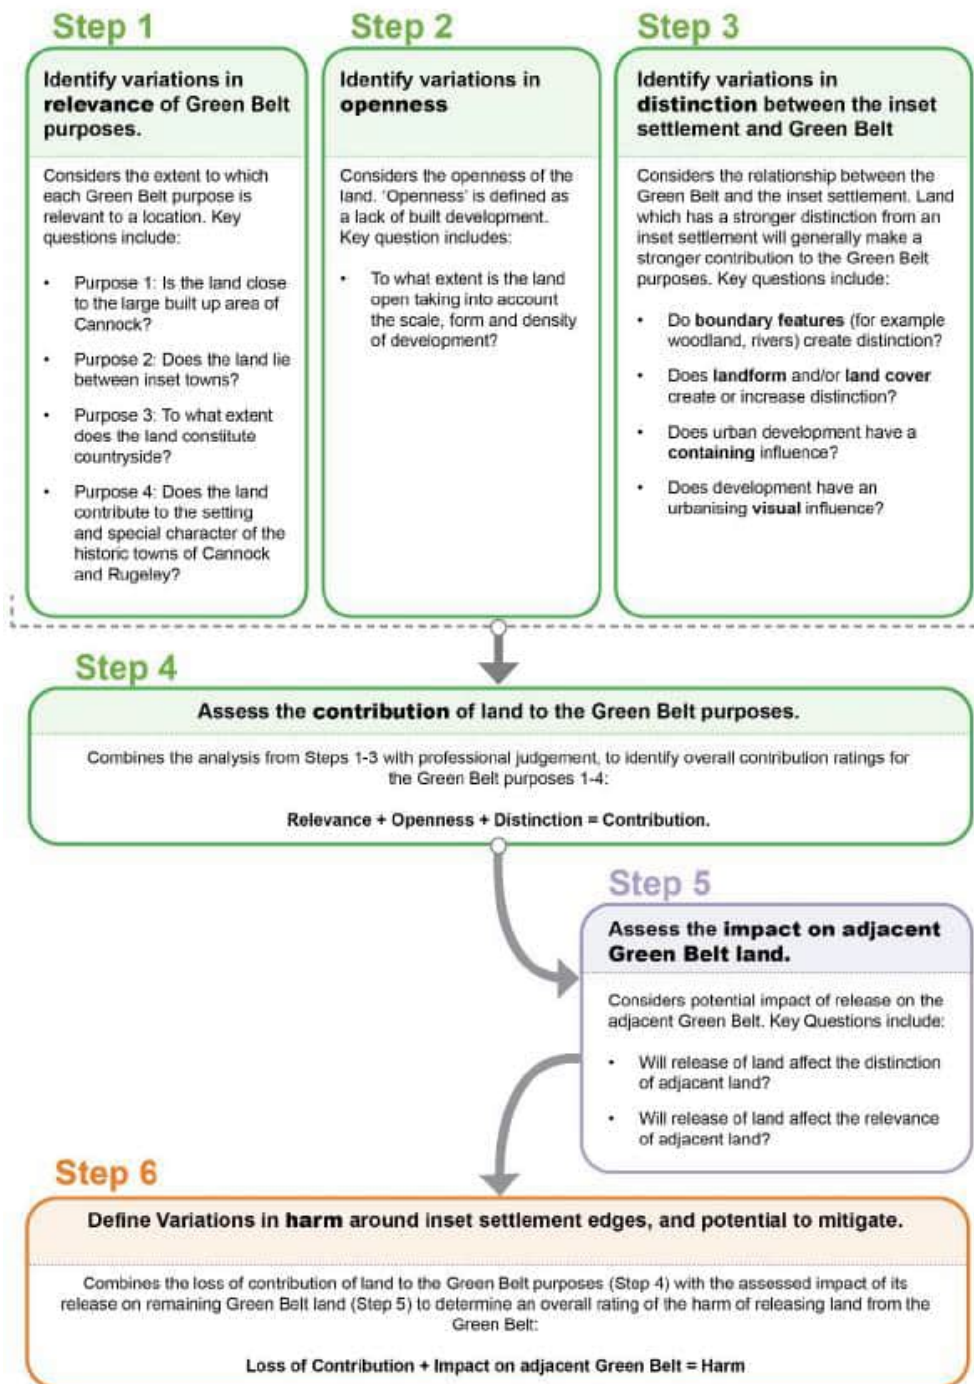 Step 1
Identify variations in
relevance of Green Belt
purposes.
Considers the extent to which
each Green Belt purpose is
relevant to a location. Key
questions include:
• Purpose 1: Is the land close
to the large built up area of
Cannock?
• Purpose 2: Does the land lie
between inset towns?
• Purpose 3: To what extent
does the land constitute
countryside?
• Purpose 4: Does the land
contribute to the setting
and special character of the
historic towns of Cannock
and Rugeley?
Step 2
Identify variations in
openness
Considers the openness of the
land. 'Openness' is defined as
a lack of built development.
Key question includes:
• To what extent is the land
open taking into account
the scale, form and density
of development?
Step 3
Identify variations in
distinction between the inset
settlement and Green Belt
Considers the relationship between the
Green Belt and the inset settlement. Land
which has a stronger distinction from an
inset settlement will generally make a
stronger contribution to the Green Belt
purposes. Key questions include:
• Do boundary features (for example
woodland, rivers) create distinction?
• Does landform and/or land cover
create or increase distinction?
• Does urban development have a
containing influence?
• Does development have an
urbanising visual influence?
Step 4
Assess the contribution of land to the Green Belt purposes.
Combines the analysis from Steps 1-3 with professional judgement, to identify overall contribution ratings for
the Green Belt purposes 1-4:
Relevance + Openness + Distinction = Contribution.
Step 5
Assess the impact on adjacent
Green Belt land.
Considers potential impact of release on the
adjacent Green Belt. Key Questions include:
• Will release of land affect the distinction
of adjacent land?
• Will release of land affect the relevance
of adjacent land?
Step 6
Define Variations in harm around inset settlement edges, and potential to mitigate.
Combines the loss of contribution of land to the Green Belt purposes (Step 4) with the assessed impact of its
release on remaining Green Belt land (Step 5) to determine an overall rating of the harm of releasing land from the
Green Belt:
Loss of Contribution + Impact on adjacent Green Belt = Harm